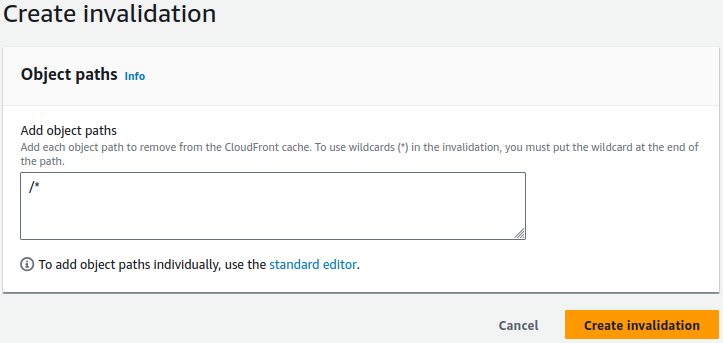 Create invalidation
Object paths Info
Add object paths
Add each object path to remove from the CloudFront cache. To use wildcards (*) in the invalidation, you must put the wildcard at the end of
the path.
/*
To add object paths individually, use the standard editor.
Cancel
Create invalidation